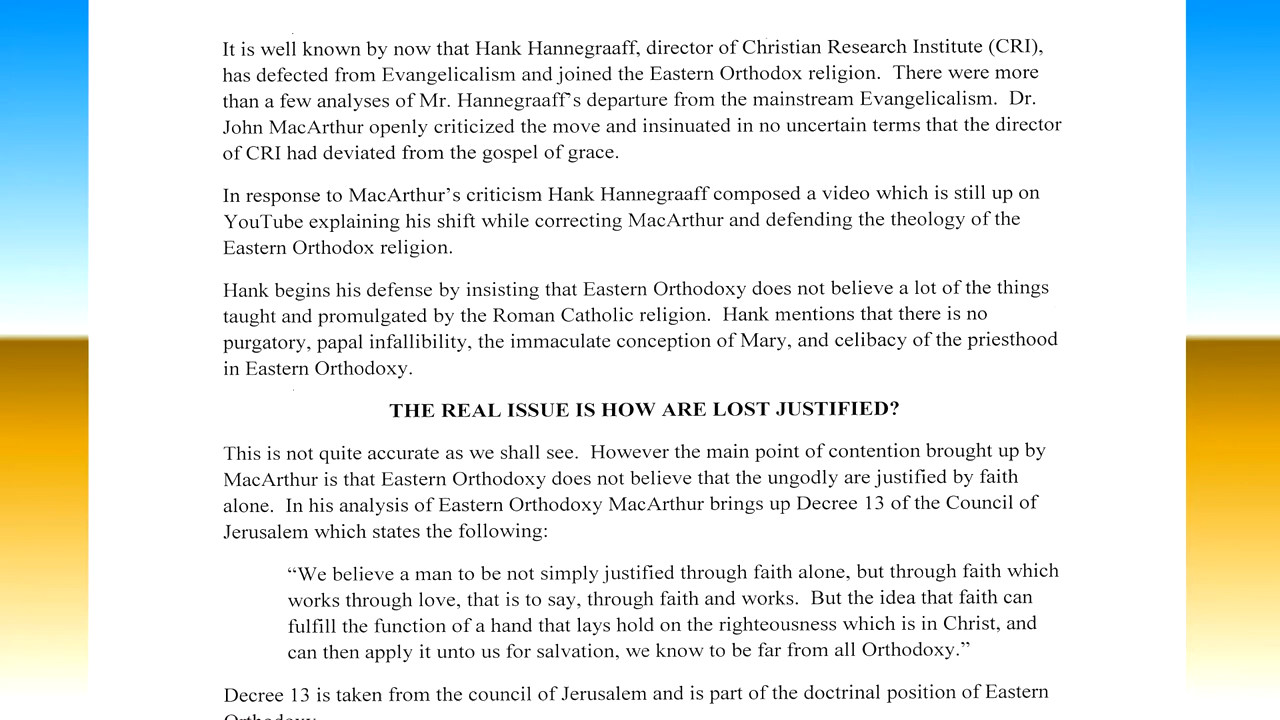 It is well known by now that Hank Hannegraaff, director of Christian Research Institute (CRI),
has defected from Evangelicalism and joined the Eastern Orthodox religion.  There were more
than a few analyses of Mr. Hannegraaff's departure from the mainstream Evangelicalism.  Dr.
John MacArthur openly criticized the move and insinuated in no uncertain terms that the director
of CRI had deviated from the gospel of grace.
In response to MacArthur's criticism Hank Hannegraaff composed a video which is still up on
YouTube explaining his shift while correcting MacArthur and defending the theology of the
Eastern Orthodox religion.
Hank begins his defense by insisting that Eastern Orthodoxy does not believe a lot of the things
taught and promulgated by the Roman Catholic religion.  Hank mentions that there is no
purgatory, papal infallibility, the immaculate conception of Mary, and celibacy of the priesthood
in Eastern Orthodoxy.
THE REAL ISSUE IS HOW ARE LOST JUSTIFIED?
This is not quite accurate as we shall see.  However the main point of contention brought up by
MacArthur is that Eastern Orthodoxy does not believe that the ungodly are justified by faith
alone.  In his analysis of Eastern Orthodoxy MacArthur brings up Decree 13 of the Council of
Jerusalem which states the following:
“We believe a man to be not simply justified through faith alone, but through faith which
works through love, that is to say, through faith and works.  But the idea that faith can
fulfill the function of a hand that lays hold on the righteousness which is in Christ, and
can then apply it unto us for salvation, we know to be far from all Orthodoxy.”
Decree 13 is taken from the council of Jerusalem and is part of the doctrinal position of Eastern